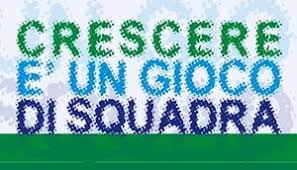 CRESCERE
E' UN GIOCO
DI SQUADRA